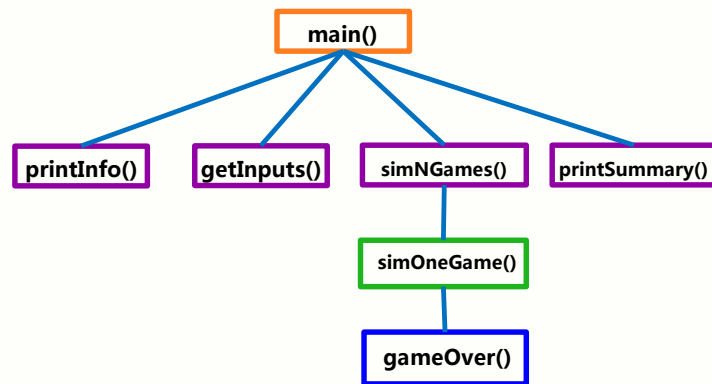 main()
printInfo()
getInputs()
simNGames()
printSummary()
simOneGame()
gameOver()